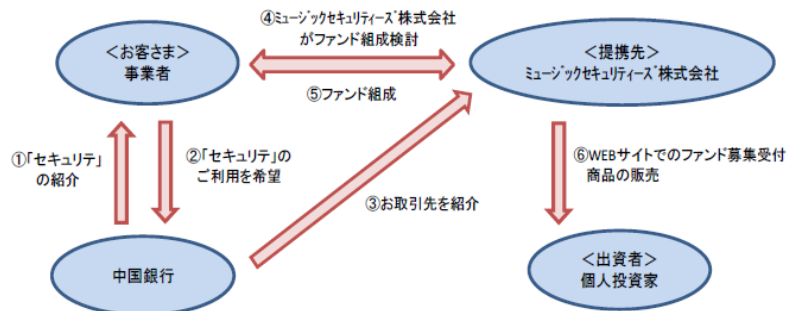 ④ﾐｭｰｼﾞｯｸｾｷｭﾘﾃｨｰｽﾞ株式会社
がファンド組成検討
＜お客さま＞
事業者
＜提携先＞
ﾐｭｰｼﾞｯｸｾｷｭﾘﾃｨｰｽﾞ株式会社
⑤ファンド組成
①｢セキュリテ｣
の紹介
②｢セキュリテ｣の
ご利用を希望
⑥WEBサイトでのファンド募集受付
商品の販売
③お取引先を紹介
中国銀行
＜出資者＞
個人投資家